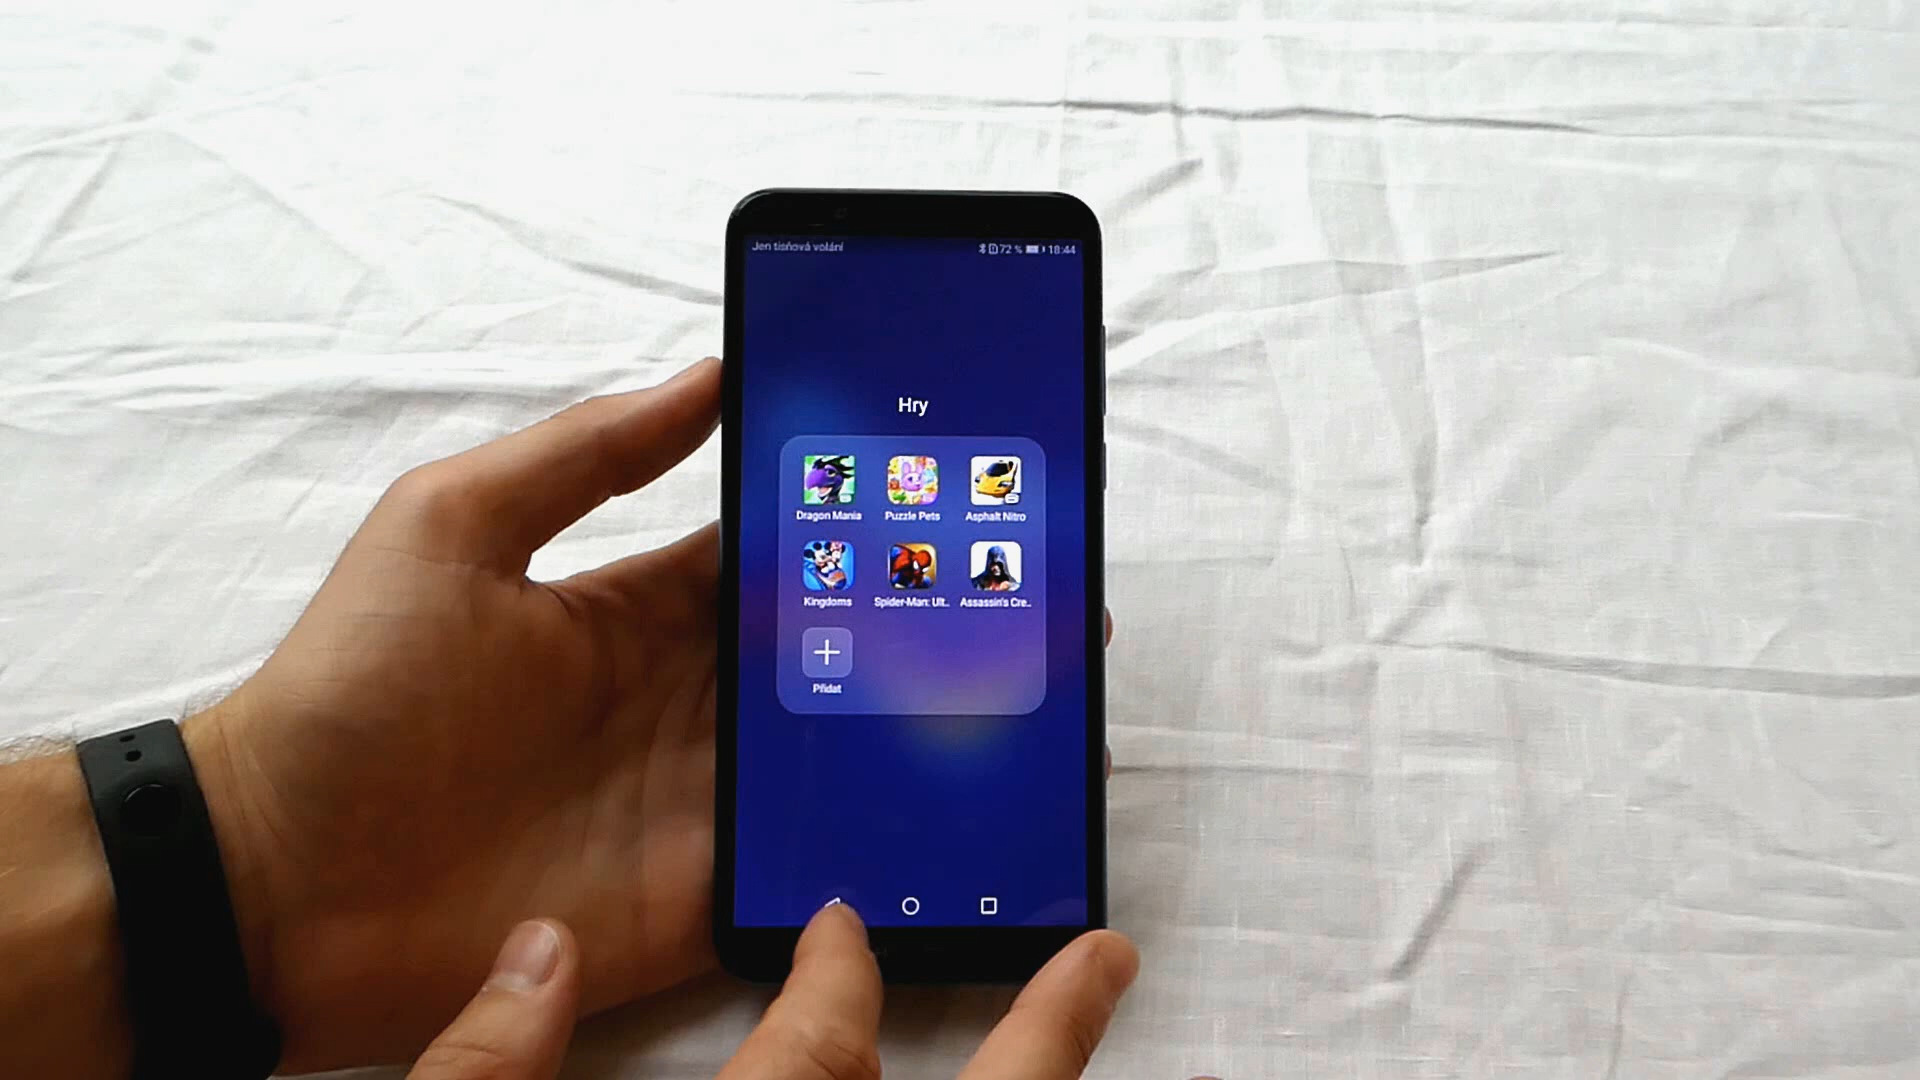 Jen tísňová volání
72 % 18:44
Hry
Dragon Mania
Puzzle Pets
Asphalt Nitro
Kingdoms
Spider-Man: Ult..
Assassin's Cre..
Přidat